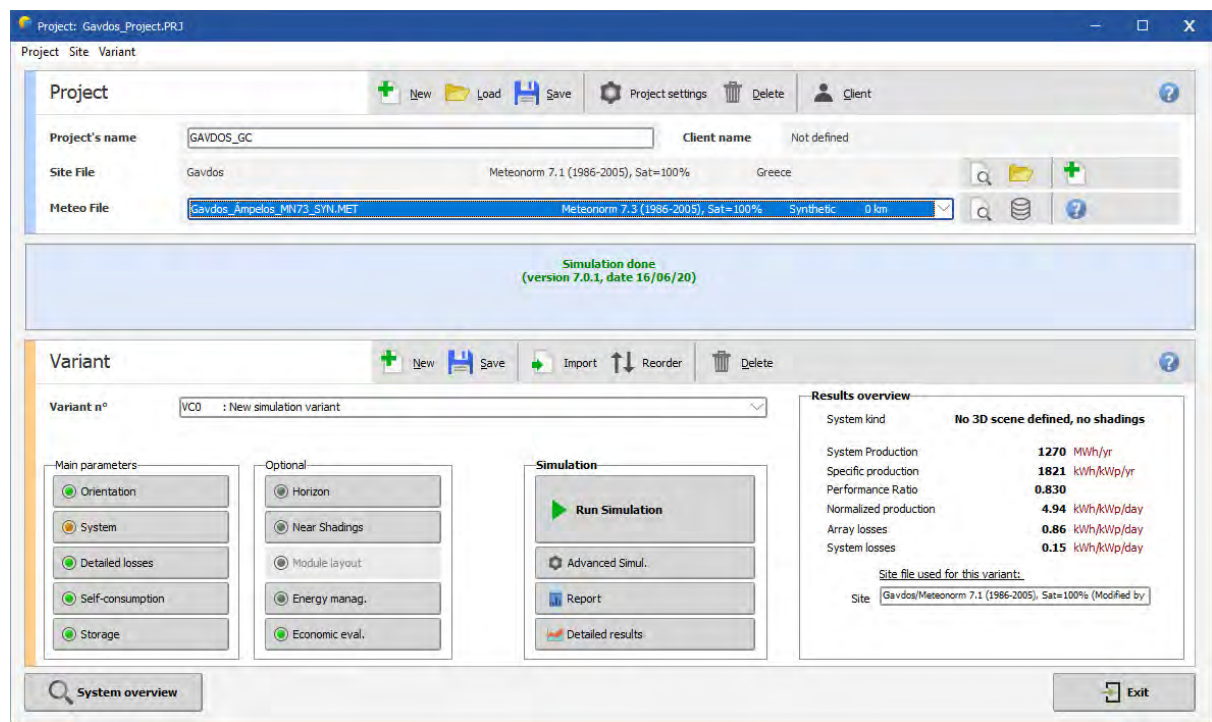 Project: Gavdos_Project.PRJ
Project Site Variant
Project
New Load Save Project settings Delete Client
Project's name GAVDOS_GC Client name Not defined
Site File Gavdos Meteonorm 7.1 (1986-2005), Sat=100% Greece
Meteo File Gavdos_Ampelos_MN73_SYN.MET Meteonorm 7.3 (1986-2005), Sat=100% Synthetic 0 km
Simulation done
(version 7.0.1, date 16/06/20)
Variant
New Save Import Reorder Delete
Variant n° VC0 : New simulation variant
Main parameters
Orientation
System
Detailed losses
Self-consumption
Storage
Optional
Horizon
Near Shadings
Module layout
Energy manag.
Economic eval.
Simulation
Run Simulation
Advanced Simul.
Report
Detailed results
Results overview
System kind No 3D scene defined, no shadings
System Production 1270 MWh/yr
Specific production 1821 kWh/kWp/yr
Performance Ratio 0.830
Normalized production 4.94 kWh/kWp/day
Array losses 0.86 kWh/kWp/day
System losses 0.15 kWh/kWp/day
Site file used for this variant:
Site Gavdos/Meteonorm 7.1 (1986-2005), Sat=100% (Modified by
System overview
Exit